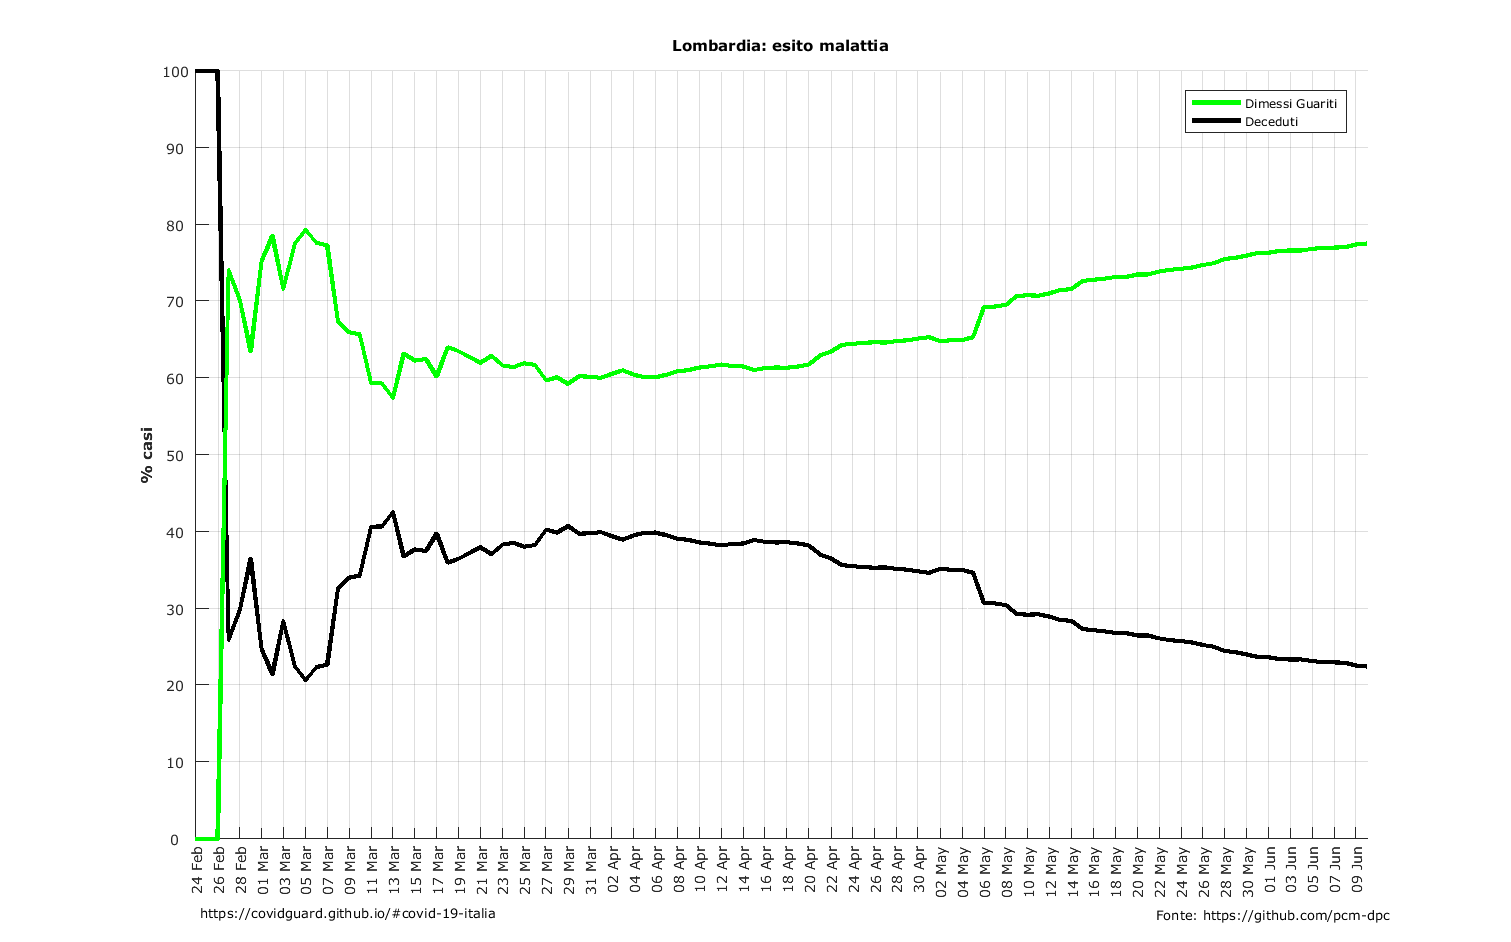 Lombardia: esito malattia
Dimessi Guariti
Deceduti
% casi
100
90
80
70
60
50
40
30
20
10
0
24 Feb
26 Feb
28 Feb
01 Mar
03 Mar
05 Mar
07 Mar
09 Mar
11 Mar
13 Mar
15 Mar
17 Mar
19 Mar
21 Mar
23 Mar
25 Mar
27 Mar
29 Mar
31 Mar
02 Apr
04 Apr
06 Apr
08 Apr
10 Apr
12 Apr
14 Apr
16 Apr
18 Apr
20 Apr
22 Apr
24 Apr
26 Apr
28 Apr
30 Apr
02 May
04 May
06 May
08 May
10 May
12 May
14 May
16 May
18 May
20 May
22 May
24 May
26 May
28 May
30 May
01 Jun
03 Jun
05 Jun
07 Jun
09 Jun
https://covidguard.github.io/#covid-19-italia
Fonte: https://github.com/pcm-dpc